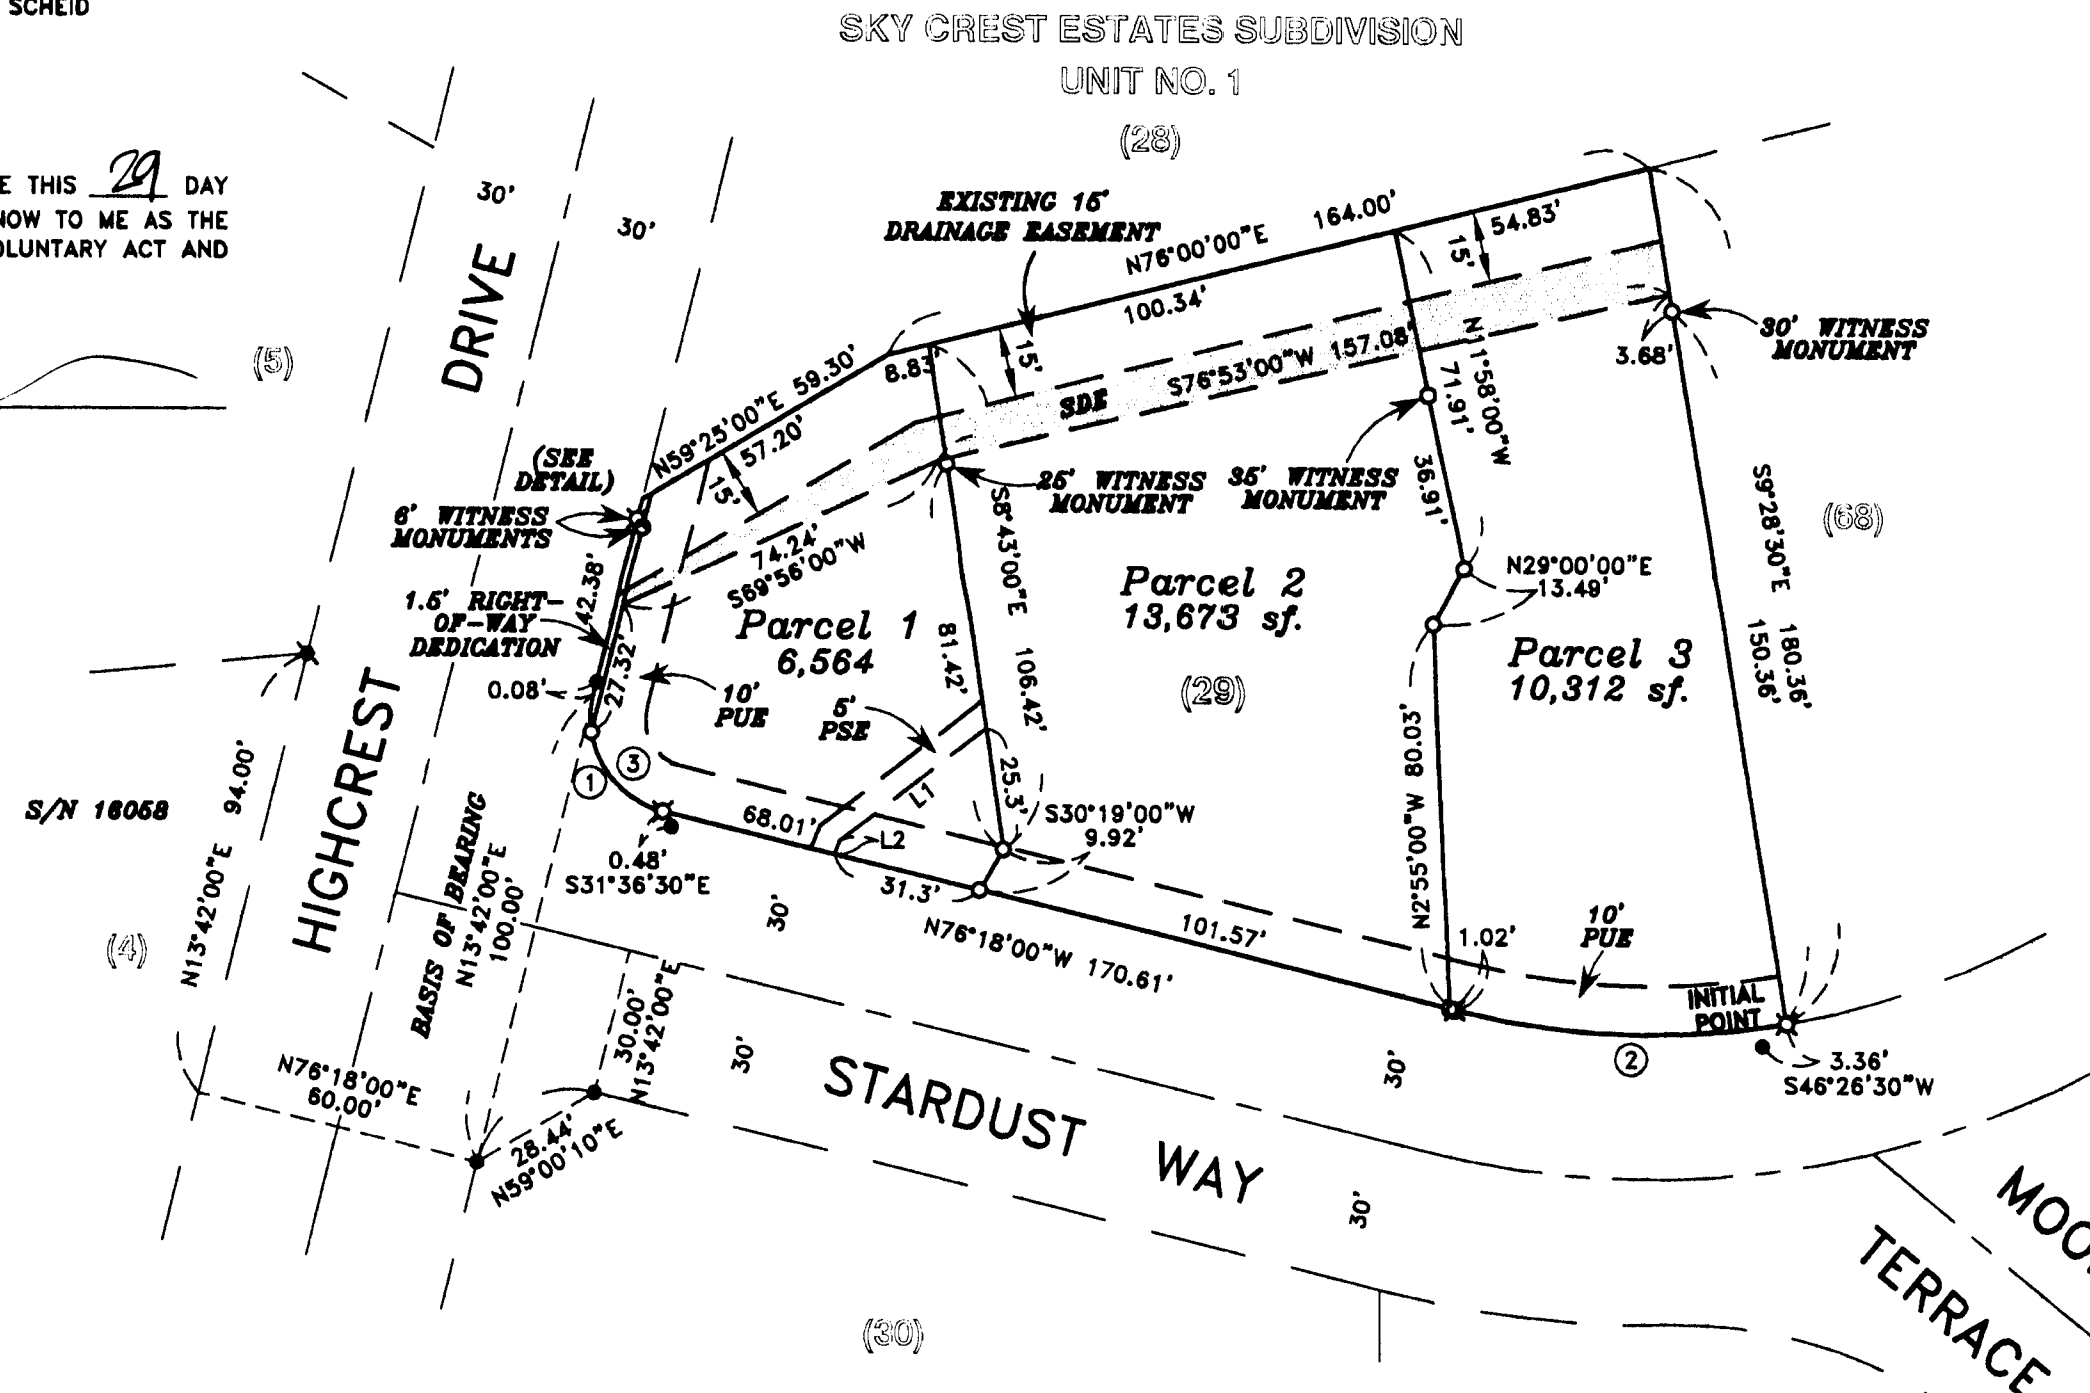 SCHEID
SKY CREST ESTATES SUBDIVISION
UNIT NO. 1
(28)
E THIS 29 DAY
NOW TO ME AS THE
OLUNTARY ACT AND
30'
30'
EXISTING 15'
DRAINAGE EASEMENT
N76°00'00"E
164.00'
100.34'
54.83'
15'
15'
15'
DRIVE
(5)
N59°25'00"E 59.30'
57.20'
8.83'
SDE
S76°53'00"W 157.08'
N11°58'00"W
71.91'
36.91'
3.68'
30' WITNESS
MONUMENT
(SEE
DETAIL)
6' WITNESS
MONUMENTS
25' WITNESS
MONUMENT
35' WITNESS
MONUMENT
S9°28'30"E 180.36'
150.36'
(68)
42.38'
74.24'
S69°56'00"W
S8°43'00"E 106.42'
81.42'
25.3'
N29°00'00"E
13.49'
1.5' RIGHT-
OF-WAY
DEDICATION
Parcel 1
6,564
Parcel 2
13,673 sf.
Parcel 3
10,312 sf.
(29)
0.08'
27.32'
10'
PUE
5'
PSE
HIGHCREST
N13°42'00"E 94.00'
S/N 16058
1
3
L1
L2
68.01'
S30°19'00"W
9.92'
N2°55'00"W 80.03'
0.48'
S31°36'30"E
31.3'
BASIS OF BEARING
N13°42'00"E
100.00'
30'
N76°18'00"W 170.61'
101.57'
1.02'
10'
PUE
INITIAL
POINT
(4)
30.00'
N13°42'00"E
30'
30'
2
3.36'
S46°26'30"W
N76°18'00"E
60.00'
28.44'
N59°00'10"E
STARDUST WAY
30'
MOO
TERRACE
(30)